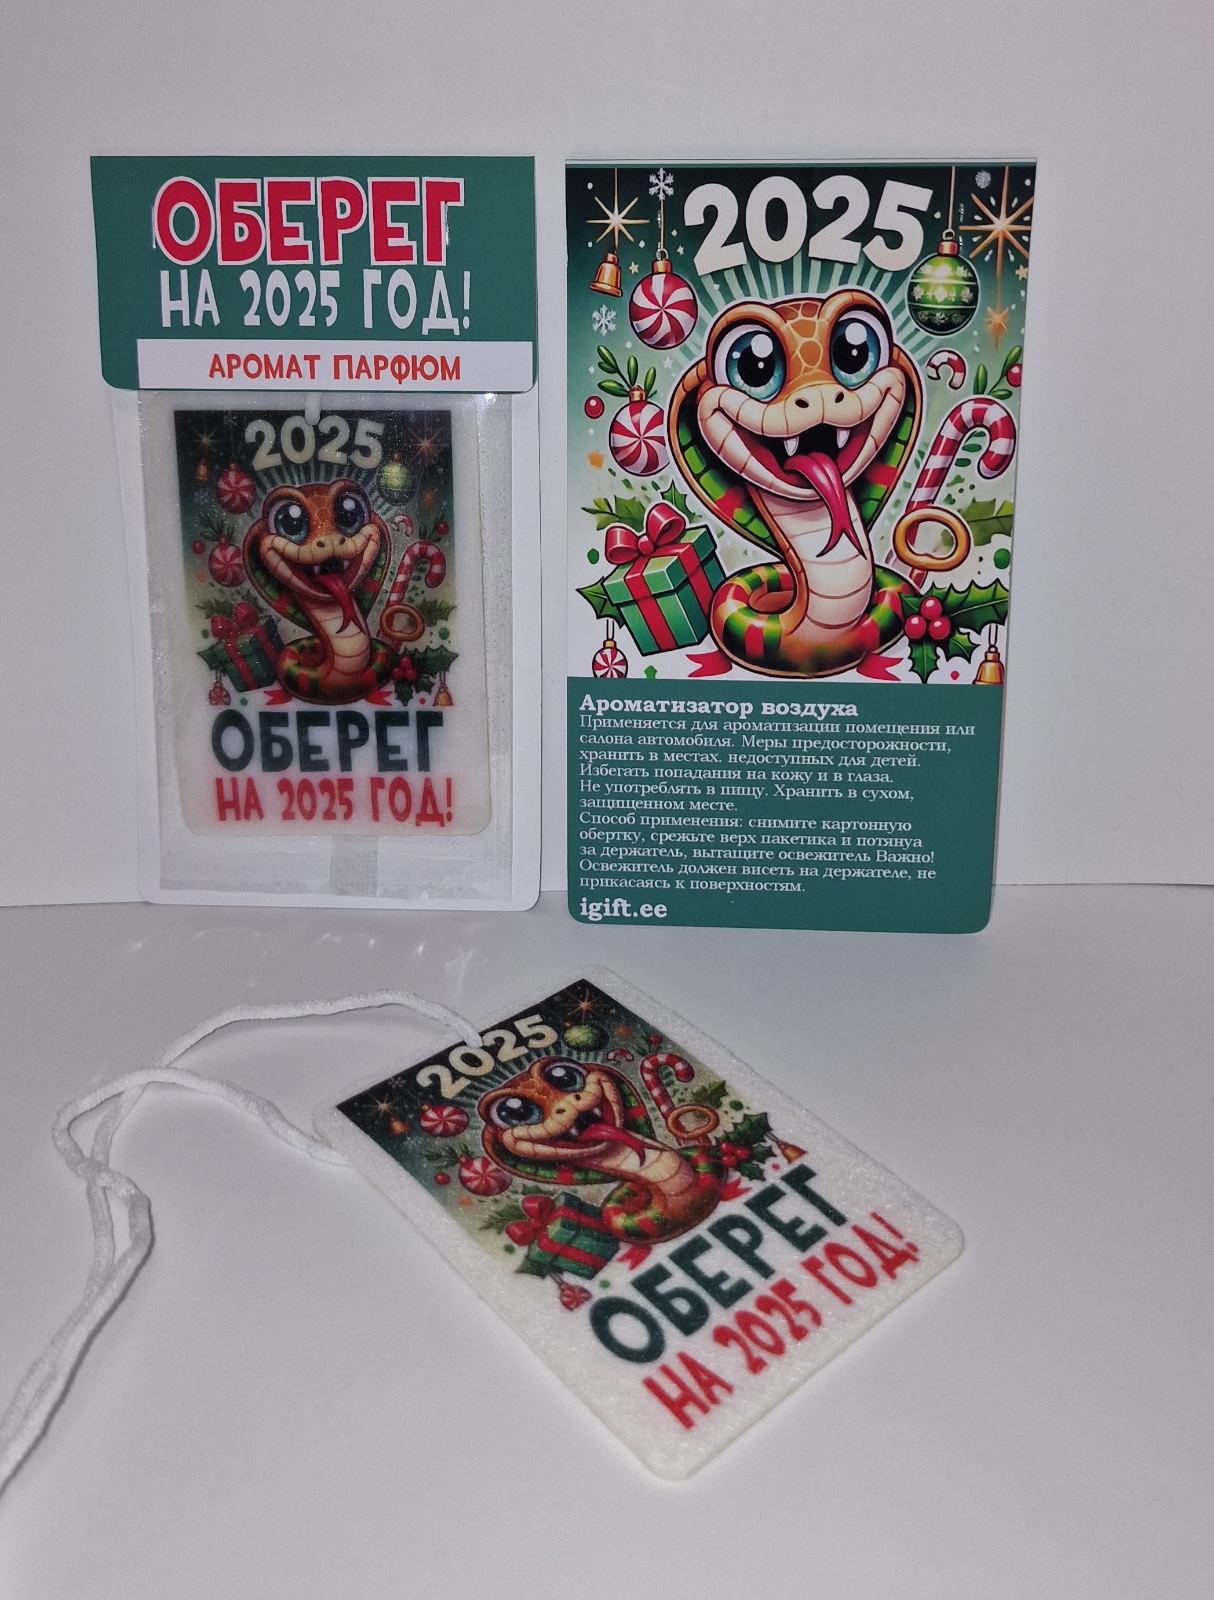 ОБЕРЕГ
НА 2025 ГОД!
АРОМАТ ПАРФЮМ
2025
ОБЕРЕГ
НА 2025 ГОД!
2025
Ароматизатор воздуха
Применяется для ароматизации помещения или
салона автомобиля. Меры предосторожности,
хранить в местах. недоступных для детей.
Избегать попадания на кожу и в глаза.
Не употреблять в пищу. Хранить в сухом,
защищенном месте.
Способ применения: снимите картонную
обертку, срежьте верх пакетика и потянуа
за держатель, вытащите освежитель Важно!
Освежитель должен висеть на держателе, не
прикасаясь к поверхностям.
igift.ee
2025
ОБЕРЕГ
НА 2025 ГОД!